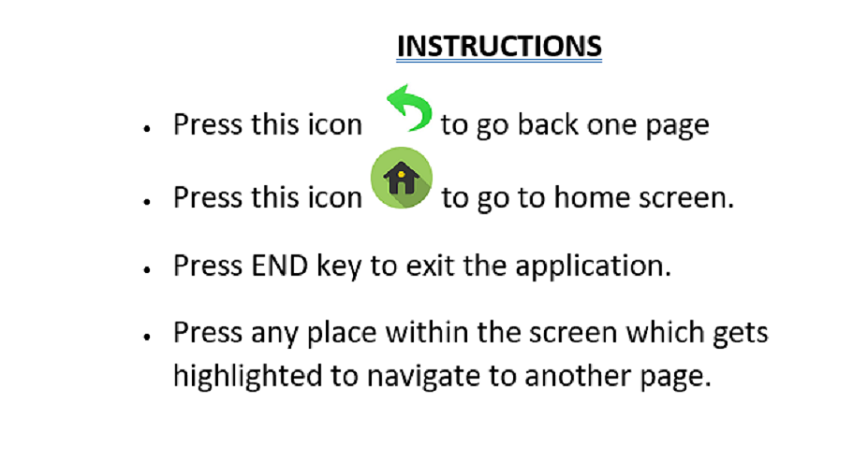 INSTRUCTIONS
• Press this icon to go back one page
• Press this icon to go to home screen.
• Press END key to exit the application.
• Press any place within the screen which gets
highlighted to navigate to another page.